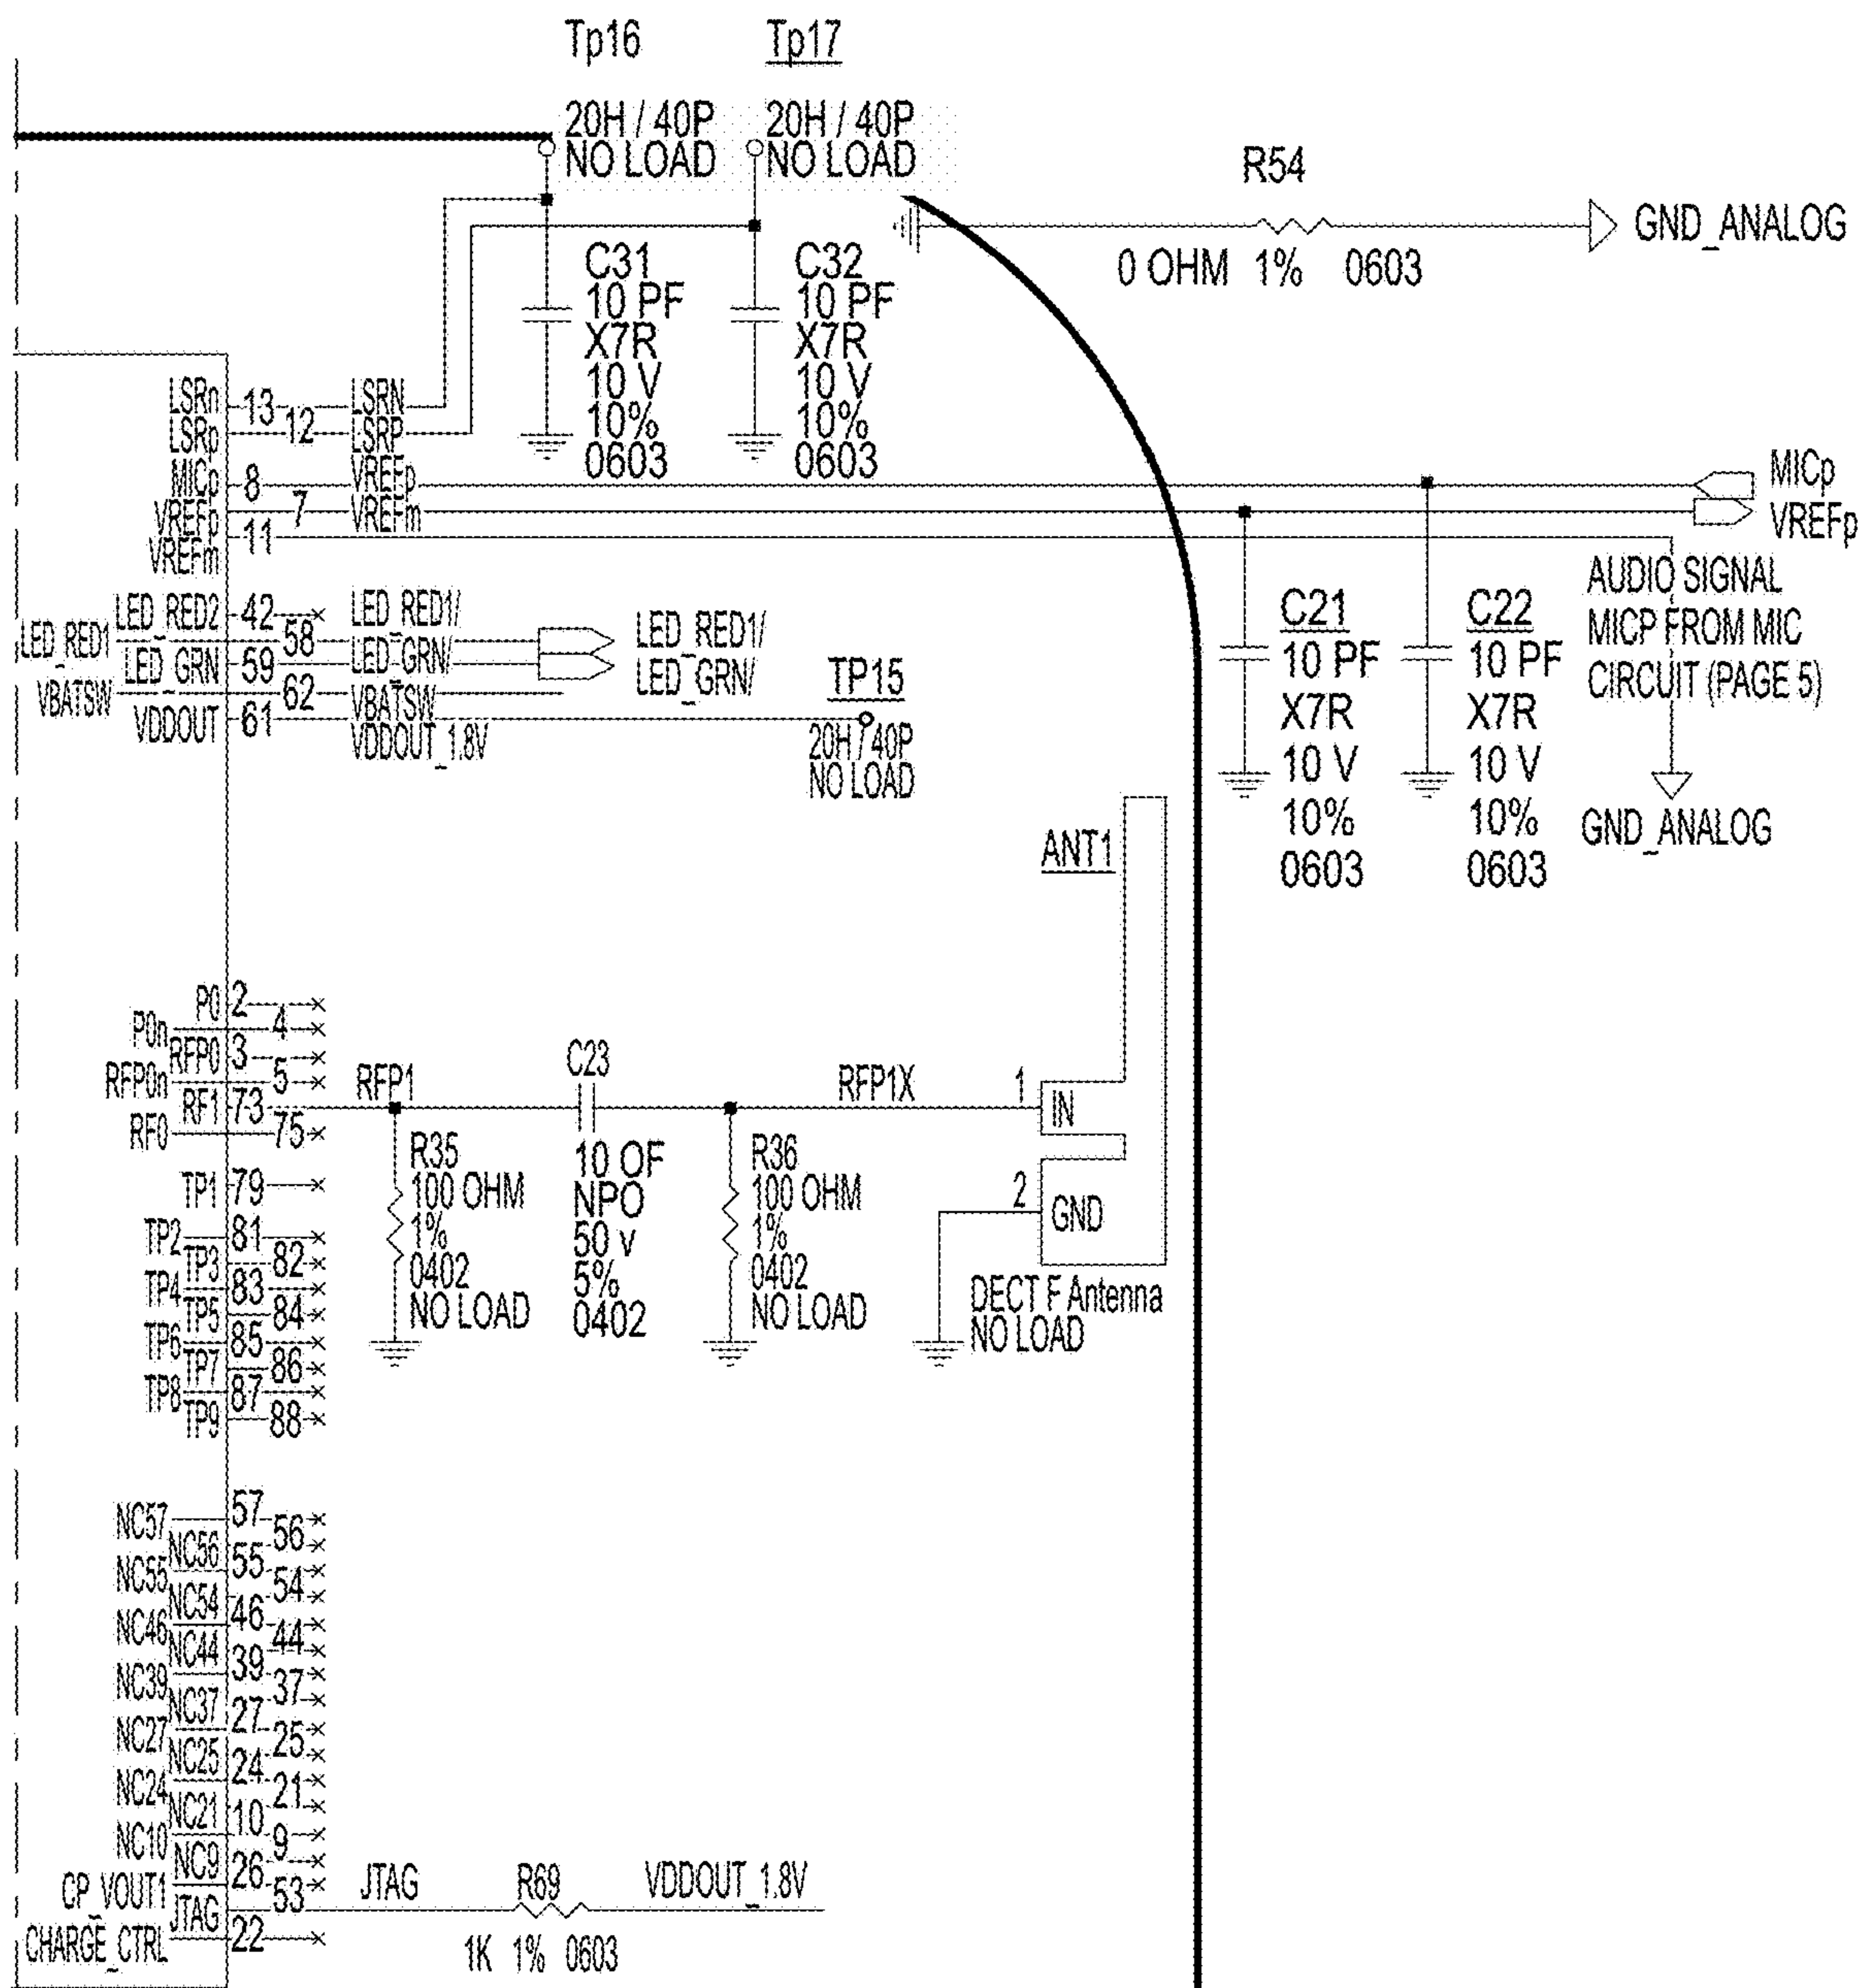 Tp16
Tp17
20H / 40P
NO LOAD
20H / 40P
NO LOAD
R54
0 OHM 1% 0603
GND_ANALOG
C31
10 PF
X7R
10 V
10%
0603
C32
10 PF
X7R
10 V
10%
0603
LSRn 13 LSRN
LSRp 12 LSRP
MICp 8 VREFp
VREFp 7 VREFm
VREFm 11
MICp
VREFp
AUDIO SIGNAL
MICP FROM MIC
CIRCUIT (PAGE 5)
GND_ANALOG
C21
10 PF
X7R
10 V
10%
0603
C22
10 PF
X7R
10 V
10%
0603
LED_RED2 42 LED_RED1/
LED_RED1 58 LED_GRN/
LED_GRN 59
VBATSW 62 VBATSW
VDDOUT 61 VDDOUT_1.8V
LED_RED1/
LED_GRN/
TP15
20H / 40P
NO LOAD
ANT1
P0 2
P0n 4
RFP0 3
RFP0n 5
RF1 73
RF0 75
RFP1
C23
10 OF
NPO
50 v
5%
0402
RFP1X
1 IN
2 GND
R35
100 OHM
1%
0402
NO LOAD
R36
100 OHM
1%
0402
NO LOAD
DECT F Antenna
NO LOAD
TP1 79
TP2 81
TP3 82
TP4 83
TP5 84
TP6 85
TP7 86
TP8 87
TP9 88
NC57 57
NC56 56
NC55 55
NC54 54
NC46 46
NC44 44
NC39 39
NC37 37
NC27 27
NC25 25
NC24 24
NC21 21
NC10 10
NC9 9
CP_VOUT1 26
JTAG 53
CHARGE_CTRL 22
JTAG R69 VDDOUT_1.8V
1K 1% 0603